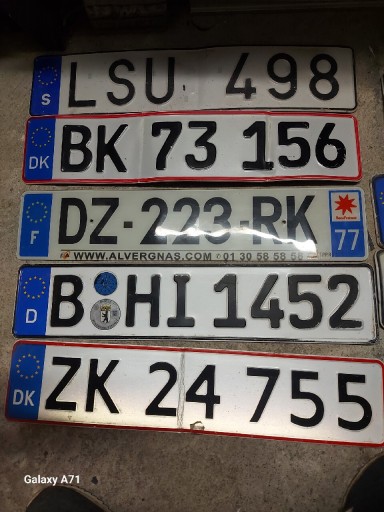 S LSU 498
DK BK 73 156
F DZ-223-RK 77
WWW.ALVERGNAS.COM 01 30 58 58 58
D B HI 1452
DK ZK 24 755
Galaxy A71